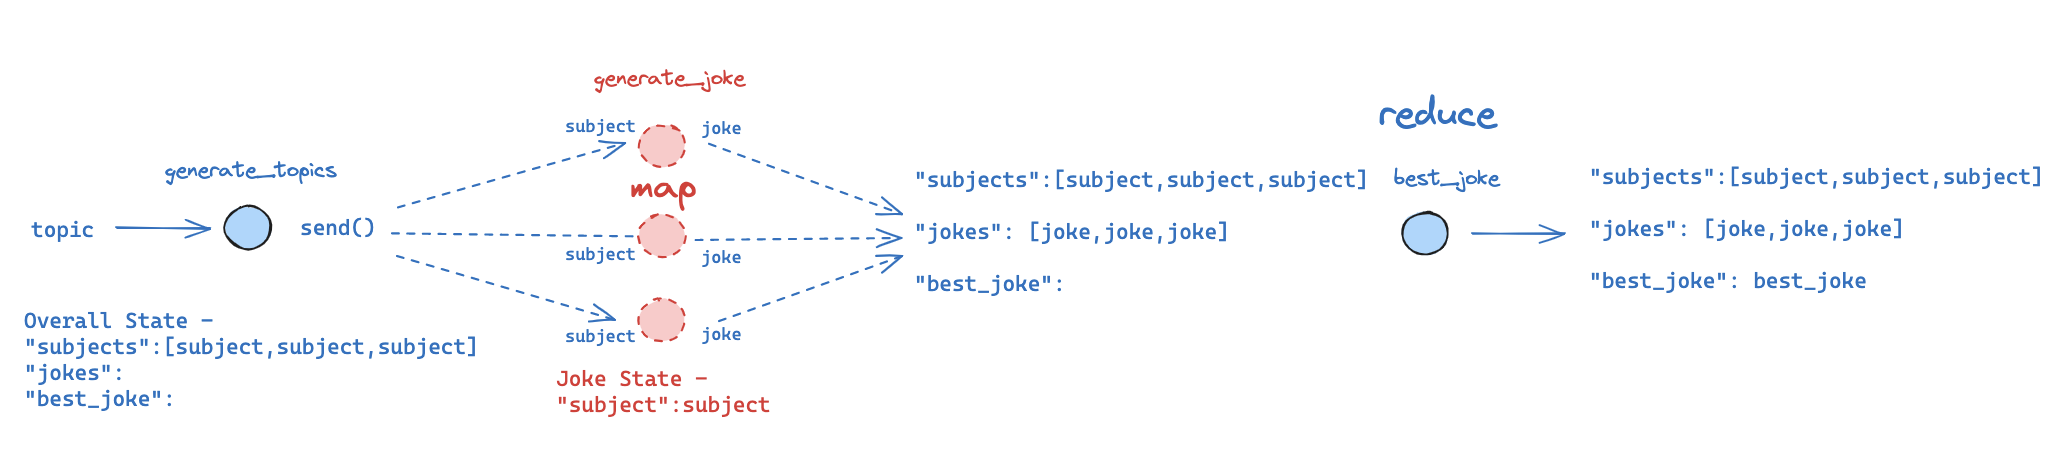 topic
generate_topics
send()
Overall State –
"subjects":[subject,subject,subject]
"jokes":
"best_joke":
generate_joke
subject
joke
map
subject
joke
subject
joke
Joke State –
"subject":subject
"subjects":[subject,subject,subject]
"jokes": [joke,joke,joke]
"best_joke":
reduce
best_joke
"subjects":[subject,subject,subject]
"jokes": [joke,joke,joke]
"best_joke": best_joke